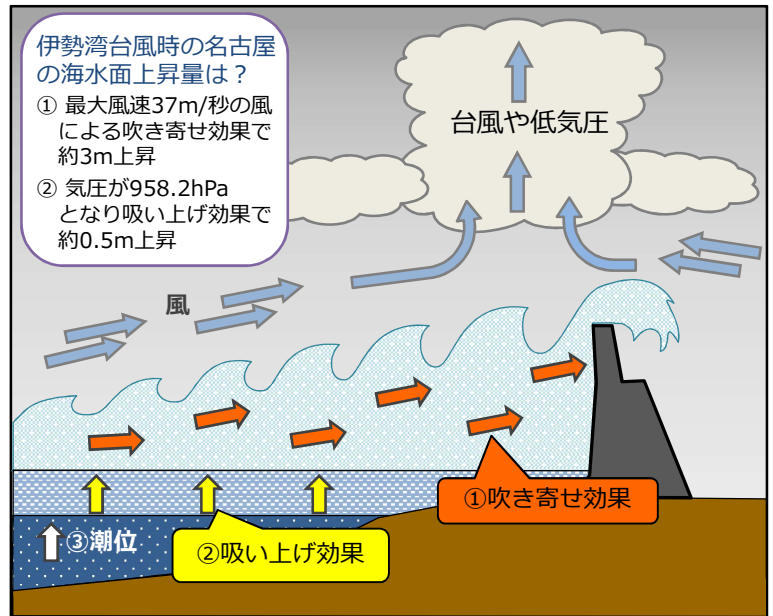 伊勢湾台風時の名古屋
の海水面上昇量は？
① 最大風速37m/秒の風
による吹き寄せ効果で
約3m上昇
② 気圧が958.2hPa
となり吸い上げ効果で
約0.5m上昇
台風や低気圧
風
①吹き寄せ効果
③潮位
②吸い上げ効果